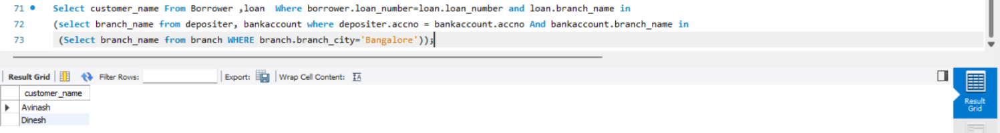 71 Select customer_name From Borrower ,loan  Where borrower.loan_number=loan.loan_number and loan.branch_name in
72 (select branch_name from depositer, bankaccount where depositer.accno = bankaccount.accno And bankaccount.branch_name in
73 (Select branch_name from branch WHERE branch.branch_city='Bangalore'));
Result Grid Filter Rows: Export: Wrap Cell Content: IA
customer_name
Avinash
Dinesh
Result
Grid